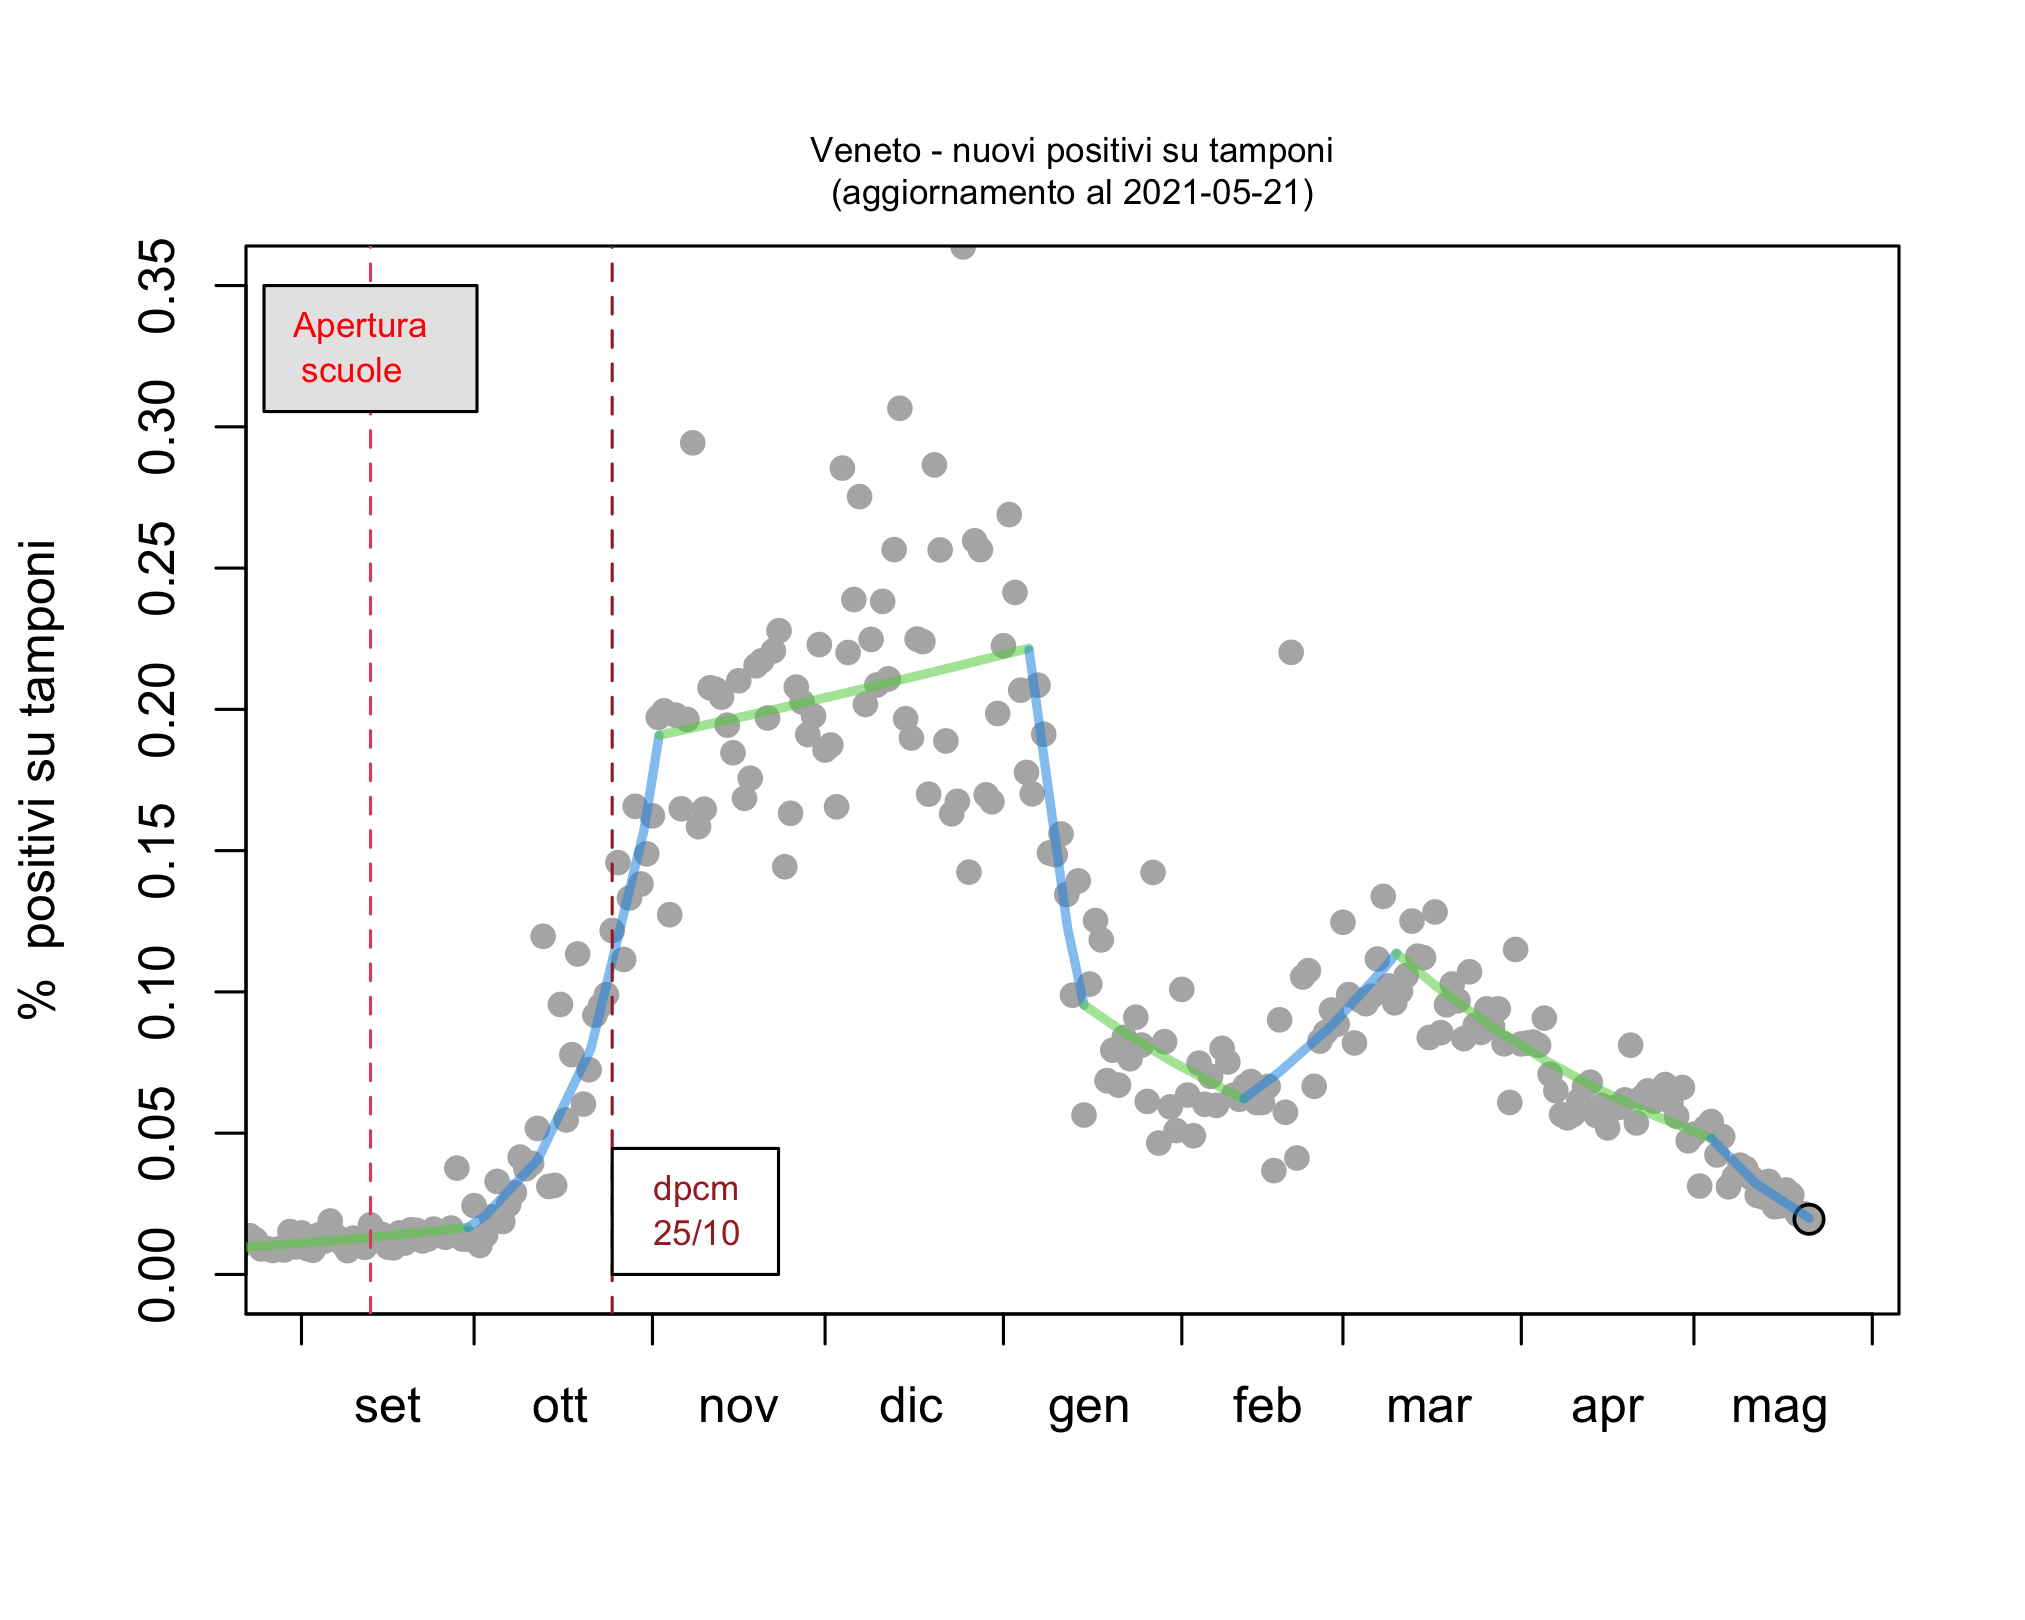 Veneto - nuovi positivi su tamponi
(aggiornamento al 2021-05-21)
% positivi su tamponi
0.35
0.30
0.25
0.20
0.15
0.10
0.05
0.00
Apertura
scuole
dpcm
25/10
set ott nov dic gen feb mar apr mag